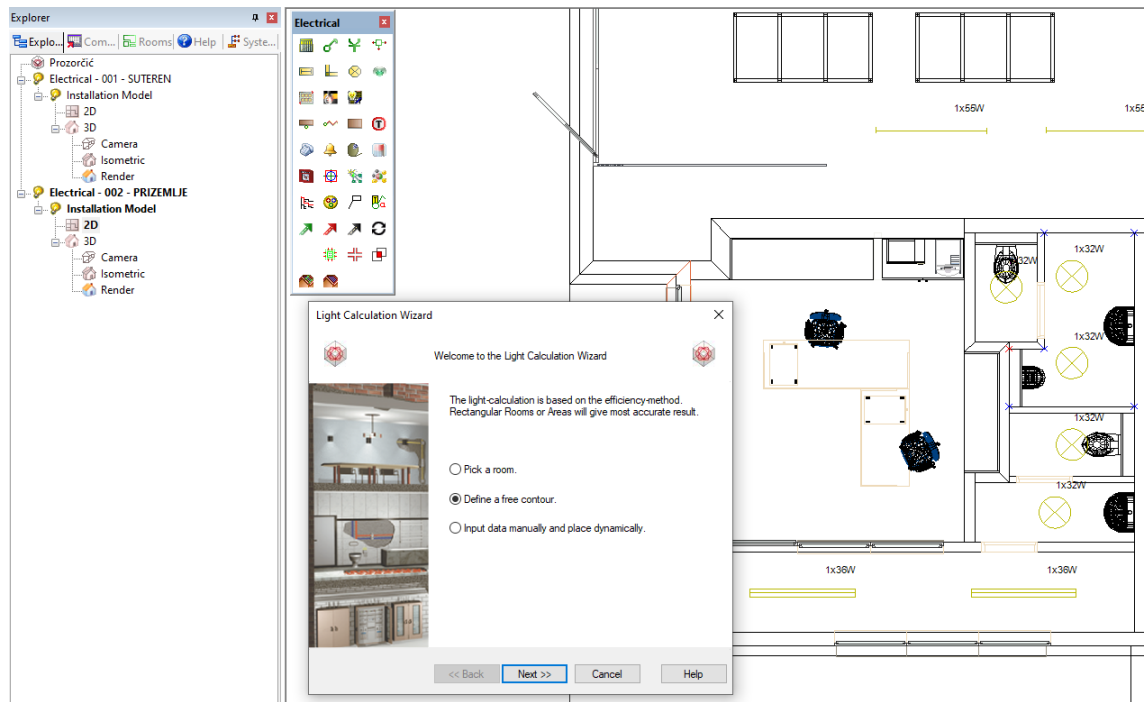 Explorer
Explo...
Com...
Rooms
Help
Syste...
Prozorčić
Electrical - 001 - SUTEREN
Installation Model
2D
3D
Camera
Isometric
Render
Electrical - 002 - PRIZEMLJE
Installation Model
2D
3D
Camera
Isometric
Render
Electrical
Light Calculation Wizard
Welcome to the Light Calculation Wizard
The light-calculation is based on the efficiency-method.
Rectangular Rooms or Areas will give most accurate result.
Pick a room.
Define a free contour.
Input data manually and place dynamically.
<< Back
Next >>
Cancel
Help
1x55W
1x55
1x32W
32W
1x32W
1x32W
1x32W
1x36W
1x36W